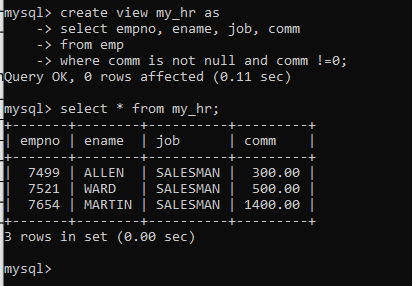 mysql> create view my_hr as
    -> select empno, ename, job, comm
    -> from emp
    -> where comm is not null and comm !=0;
Query OK, 0 rows affected (0.11 sec)

mysql> select * from my_hr;
+-------+--------+----------+---------+
| empno | ename  | job      | comm    |
+-------+--------+----------+---------+
|  7499 | ALLEN  | SALESMAN |  300.00 |
|  7521 | WARD   | SALESMAN |  500.00 |
|  7654 | MARTIN | SALESMAN | 1400.00 |
+-------+--------+----------+---------+
3 rows in set (0.00 sec)

mysql>